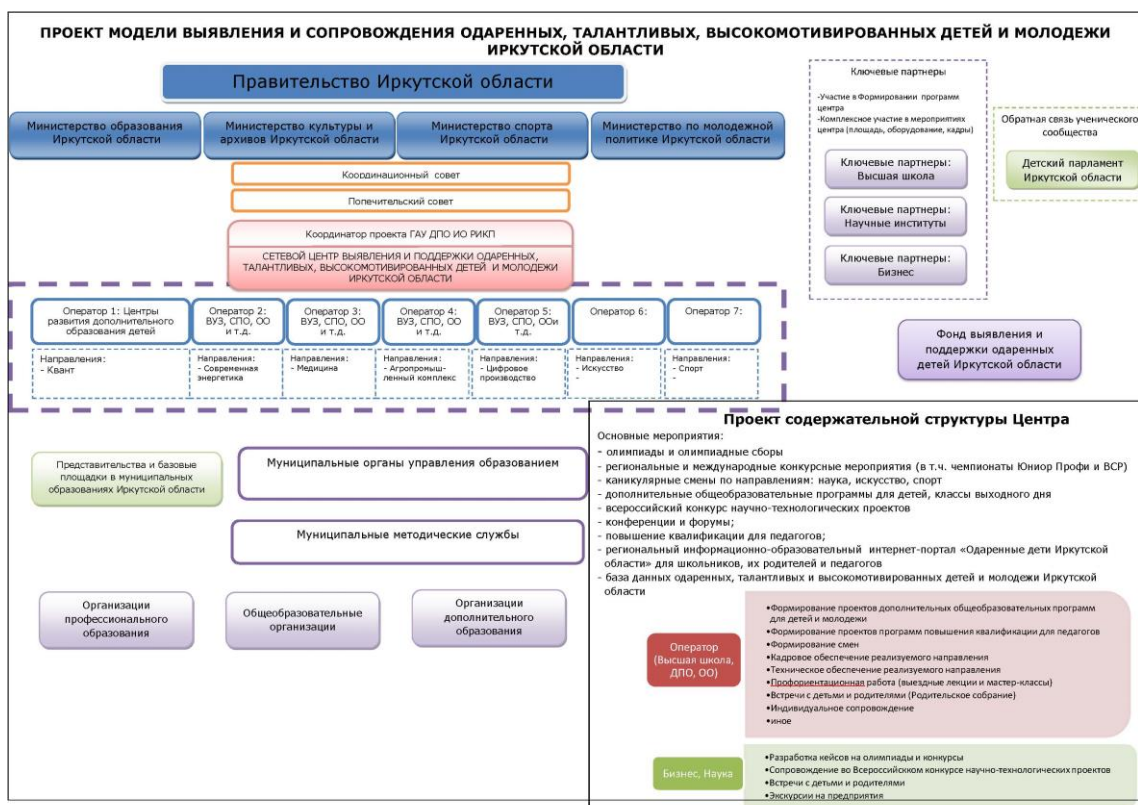 ПРОЕКТ МОДЕЛИ ВЫЯВЛЕНИЯ И СОПРОВОЖДЕНИЯ ОДАРЕННЫХ, ТАЛАНТЛИВЫХ, ВЫСОКОМОТИВИРОВАННЫХ ДЕТЕЙ И МОЛОДЕЖИ
ИРКУТСКОЙ ОБЛАСТИ
Правительство Иркутской области
Министерство образования
Иркутской области
Министерство культуры и
архивов Иркутской области
Министерство спорта
Иркутской области
Министерство по молодежной
политике Иркутской области
Координационный совет
Попечительский совет
Координатор проекта ГАУ ДПО ИО РИКП
СЕТЕВОЙ ЦЕНТР ВЫЯВЛЕНИЯ И ПОДДЕРЖКИ ОДАРЕННЫХ,
ТАЛАНТЛИВЫХ, ВЫСОКОМОТИВИРОВАННЫХ ДЕТЕЙ И МОЛОДЕЖИ
ИРКУТСКОЙ ОБЛАСТИ
Ключевые партнеры
-Участие в Формировании программ
центра
-Комплексное участие в мероприятиях
центра (площадь, оборудование, кадры)
Ключевые партнеры:
Высшая школа
Ключевые партнеры:
Научные институты
Ключевые партнеры:
Бизнес
Обратная связь ученического
сообщества
Детский парламент
Иркутской области
Оператор 1: Центры
развития дополнительного
образования детей
Оператор 2:
ВУЗ, СПО, ОО
и т.д.
Оператор 3:
ВУЗ, СПО, ОО
и т.д.
Оператор 4:
ВУЗ, СПО, ОО
и т.д.
Оператор 5:
ВУЗ, СПО, ООи
т.д.
Оператор 6:
Оператор 7:
Направления:
- Квант
Направления:
- Современная
энергетика
Направления:
- Медицина
Направления:
- Агропромыш-
ленный комплекс
Направления:
- Цифровое
производство
Направления:
- Искусство
-
Направления:
- Спорт
-
Фонд выявления и
поддержки одаренных
детей Иркутской области
Представительства и базовые
площадки в муниципальных
образованиях Иркутской области
Муниципальные органы управления образованием
Муниципальные методические службы
Организации
профессионального
образования
Общеобразовательные
организации
Организации
дополнительного
образования
Проект содержательной структуры Центра
Основные мероприятия:
- олимпиады и олимпиадные сборы
- региональные и международные конкурсные мероприятия (в т.ч. чемпионаты Юниор Профи и ВСР)
- каникулярные смены по направлениям: наука, искусство, спорт
- дополнительные общеобразовательные программы для детей, классы выходного дня
- всероссийский конкурс научно-технологических проектов
- конференции и форумы;
- повышение квалификации для педагогов;
- региональный информационно-образовательный интернет-портал «Одаренные дети Иркутской
области» для школьников, их родителей и педагогов
- база данных одаренных, талантливых и высокомотивированных детей и молодежи Иркутской
области
Оператор
(Высшая школа,
ДПО, ОО)
•Формирование проектов дополнительных общеобразовательных программ
для детей и молодежи
•Формирование проектов программ повышения квалификации для педагогов
•Формирование смен
•Кадровое обеспечение реализуемого направления
•Техническое обеспечение реализуемого направления
•Профориентационная работа (выездные лекции и мастер-классы)
•Встречи с детьми и родителями (Родительское собрание)
•Индивидуальное сопровождение
•иное
Бизнес, Наука
•Разработка кейсов на олимпиады и конкурсы
•Сопровождение во Всероссийском конкурсе научно-технологических проектов
•Встречи с детьми и родителями
•Экскурсии на предприятия